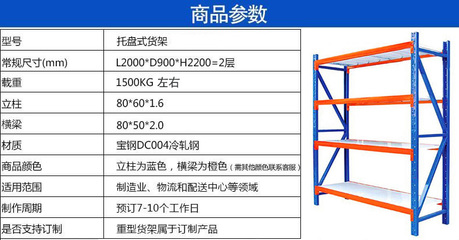 商品参数
型号 托盘式货架
常规尺寸(mm) L2000*D900*H2200=2层
载重 1500KG 左右
立柱 80*60*1.6
横梁 80*50*2.0
材质 宝钢DC004冷轧钢
商品颜色 立柱为蓝色，横梁为橙色（需其他颜色联系客服）
适用范围 制造业、物流和配送中心等领域
制作周期 预订7-10个工作日
是否支持订制 重型货架属于订制产品